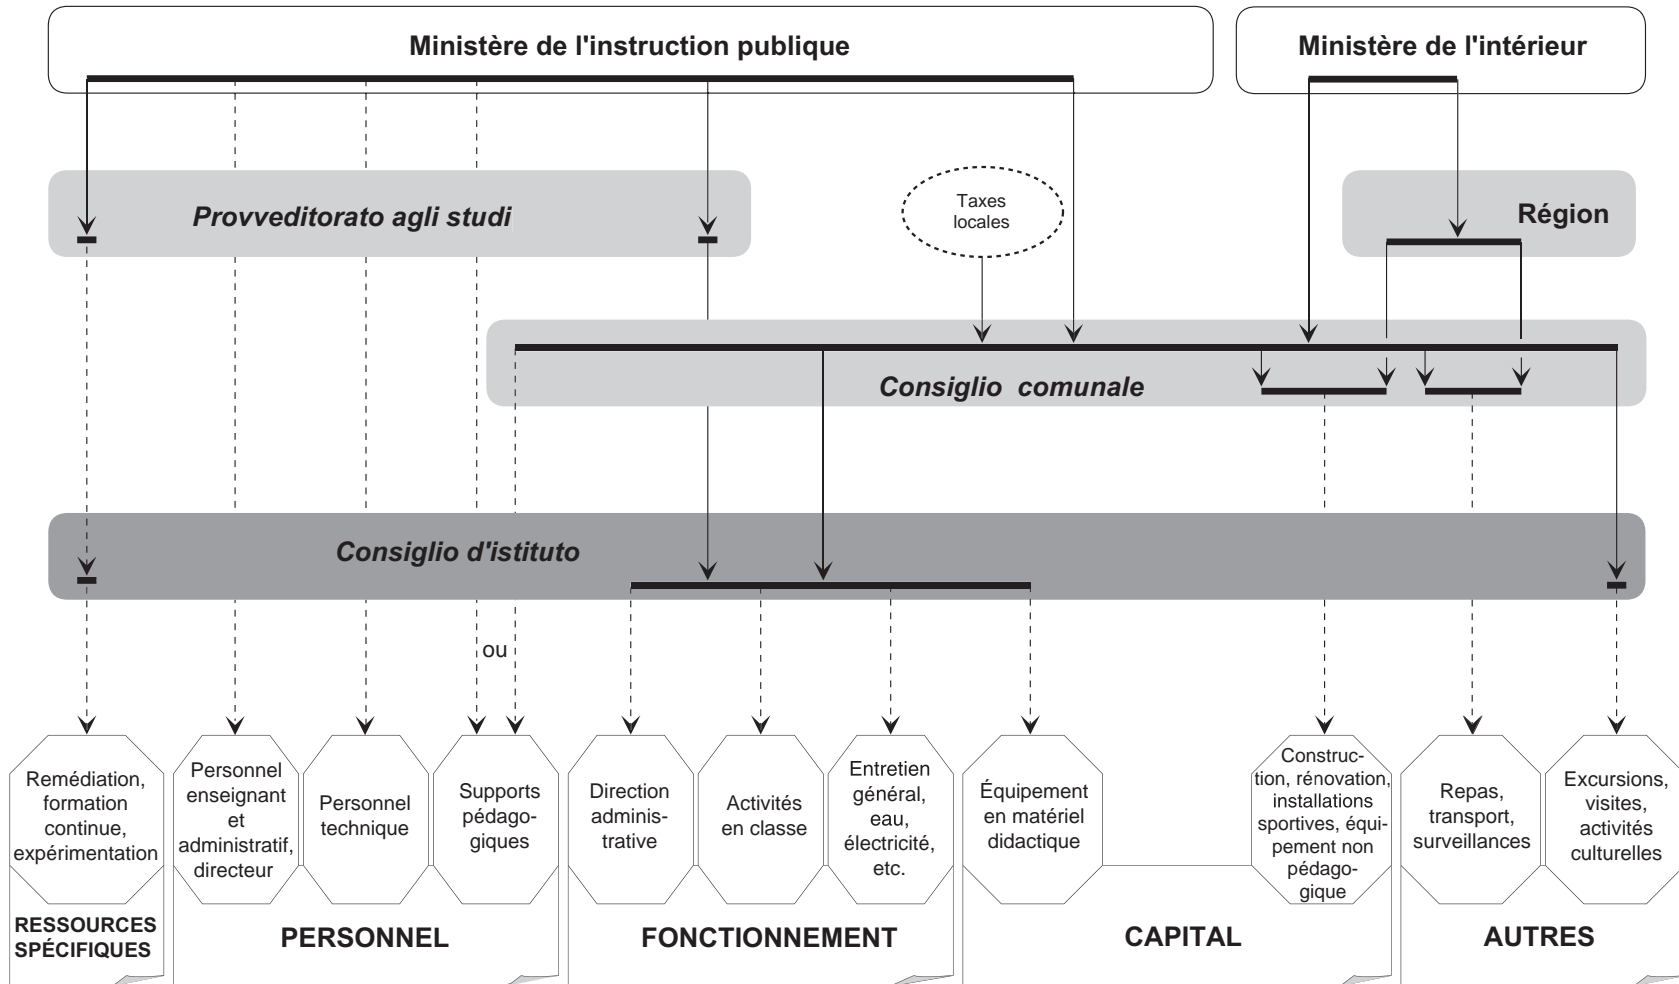 Ministère de l'instruction publique
Ministère de l'intérieur
Provveditorato agli studi
Taxes
locales
Région
Consiglio comunale
Consiglio d'istituto
ou
Remédiation,
formation
continue,
expérimentation
Personnel
enseignant
et
administratif,
directeur
Personnel
technique
Supports
pédago-
giques
Direction
adminis-
trative
Activités
en classe
Entretien
général,
eau,
électricité,
etc.
Équipement
en matériel
didactique
Construc-
tion, rénovation,
installations
sportives, équi-
pement non
pédago-
gique
Repas,
transport,
surveillances
Excursions,
visites,
activités
culturelles
RESSOURCES
SPÉCIFIQUES
PERSONNEL
FONCTIONNEMENT
CAPITAL
AUTRES